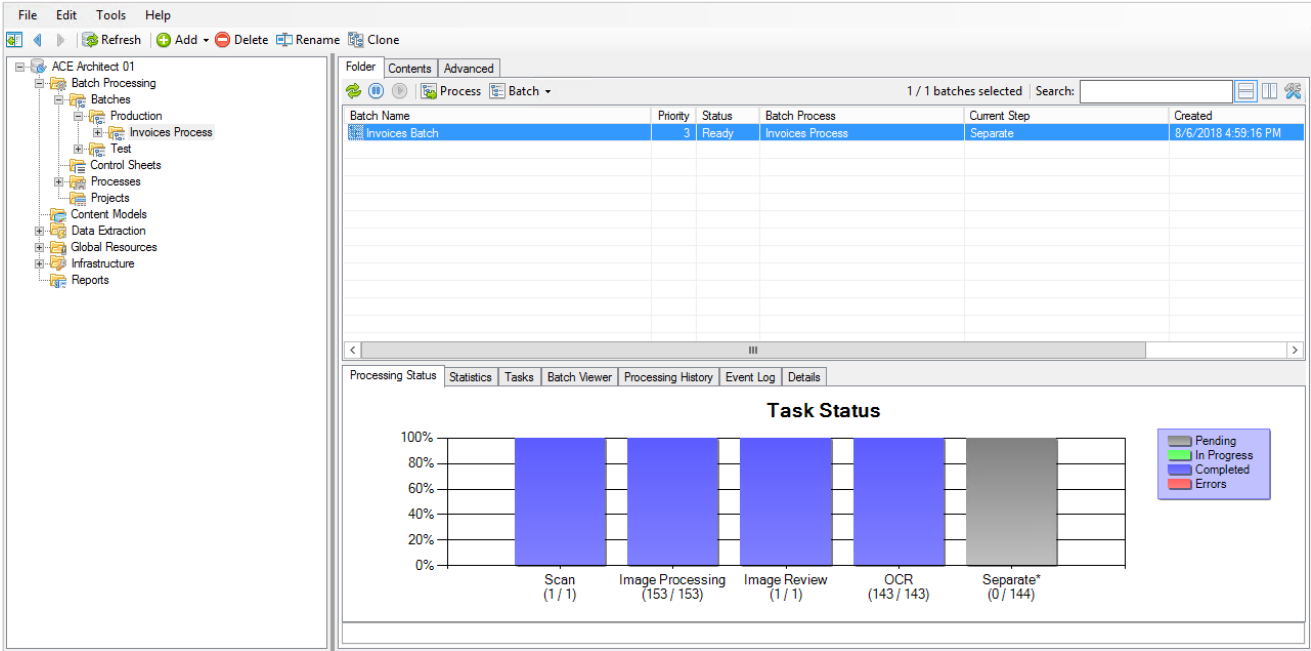 File Edit Tools Help
Refresh Add Delete Rename Clone
ACE Architect 01
Batch Processing
Batches
Production
Invoices Process
Test
Control Sheets
Processes
Projects
Content Models
Data Extraction
Global Resources
Infrastructure
Reports
Folder Contents Advanced
Process Batch 1 / 1 batches selected Search:
Batch Name Priority Status Batch Process Current Step Created
Invoices Batch 3 Ready Invoices Process Separate 8/6/2018 4:59:16 PM
Processing Status Statistics Tasks Batch Viewer Processing History Event Log Details
Task Status
100%
80%
60%
40%
20%
0%
Pending
In Progress
Completed
Errors
Scan Image Processing Image Review OCR Separate*
(1 / 1) (153 / 153) (1 / 1) (143 / 143) (0 / 144)